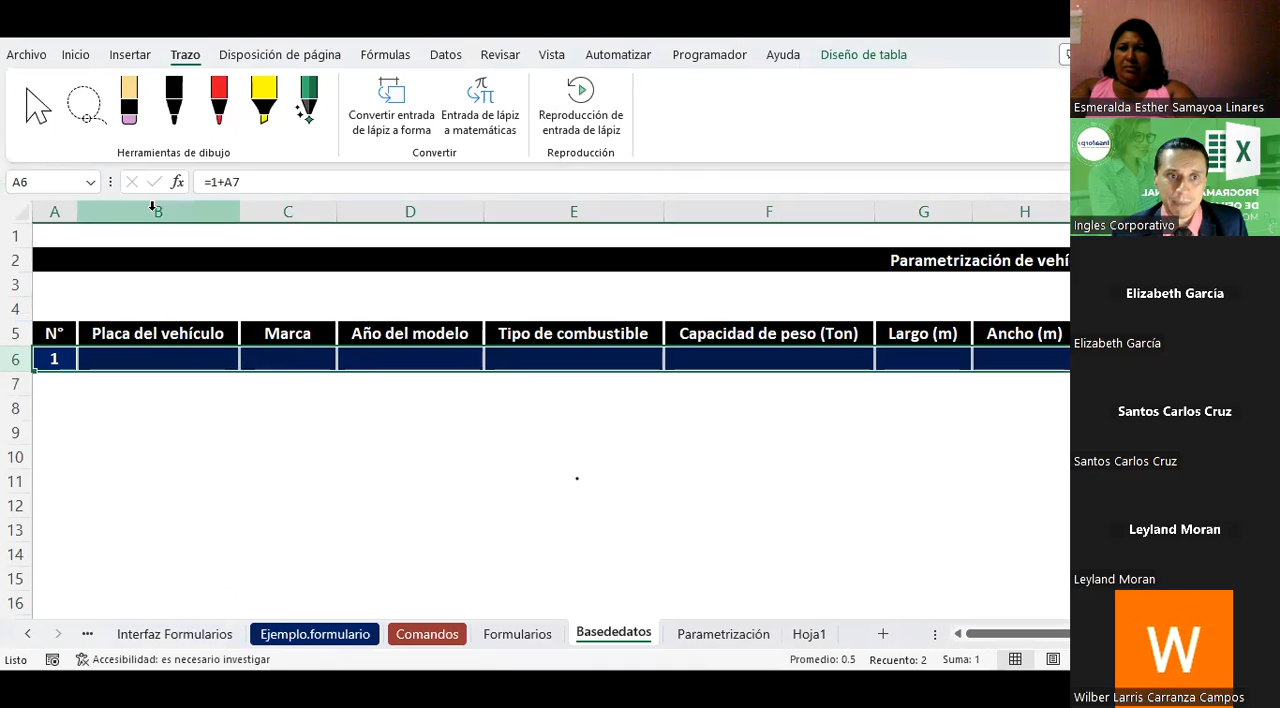 Archivo Inicio Insertar Trazo Disposición de página Fórmulas Datos Revisar Vista Automatizar Programador Ayuda Diseño de tabla
Convertir entrada de lápiz a forma
Entrada de lápiz a matemáticas
Reproducción de entrada de lápiz
Herramientas de dibujo
Convertir
Reproducción
A6
fx
=1+A7
A B C D E F G H
1
2 Parametrización de vehí
3
4
5 N° Placa del vehículo Marca Año del modelo Tipo de combustible Capacidad de peso (Ton) Largo (m) Ancho (m)
6 1
7
8
9
10
11
12
13
14
15
16
Interfaz Formularios Ejemplo.formulario Comandos Formularios Basededatos Parametrización Hoja1
Listo Accesibilidad: es necesario investigar Promedio: 0.5 Recuento: 2 Suma: 1
Esmeralda Esther Samayoa Linares
PROGRAMA
DE OFI
Ingles Corporativo
Elizabeth García
Elizabeth García
Santos Carlos Cruz
Santos Carlos Cruz
Leyland Moran
Leyland Moran
W
Wilber Larris Carranza Campos